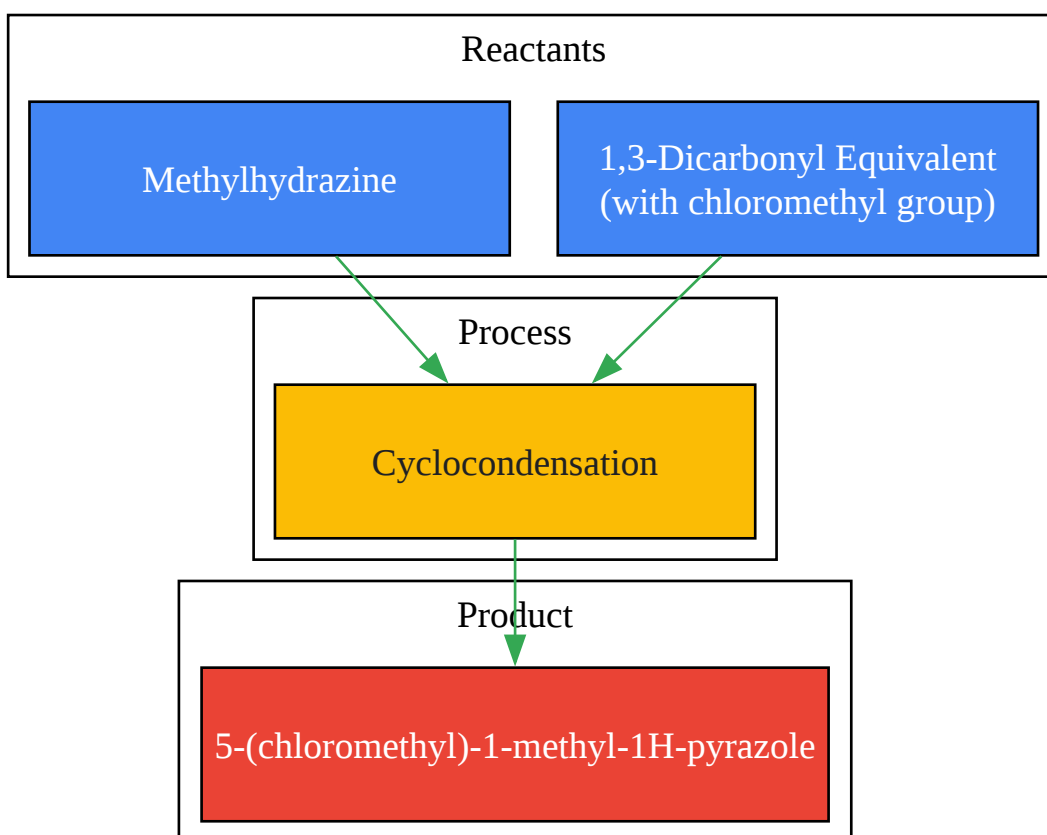 Reactants
Methylhydrazine
1,3-Dicarbonyl Equivalent
(with chloromethyl group)
Process
Cyclocondensation
Product
5-(chloromethyl)-1-methyl-1H-pyrazole